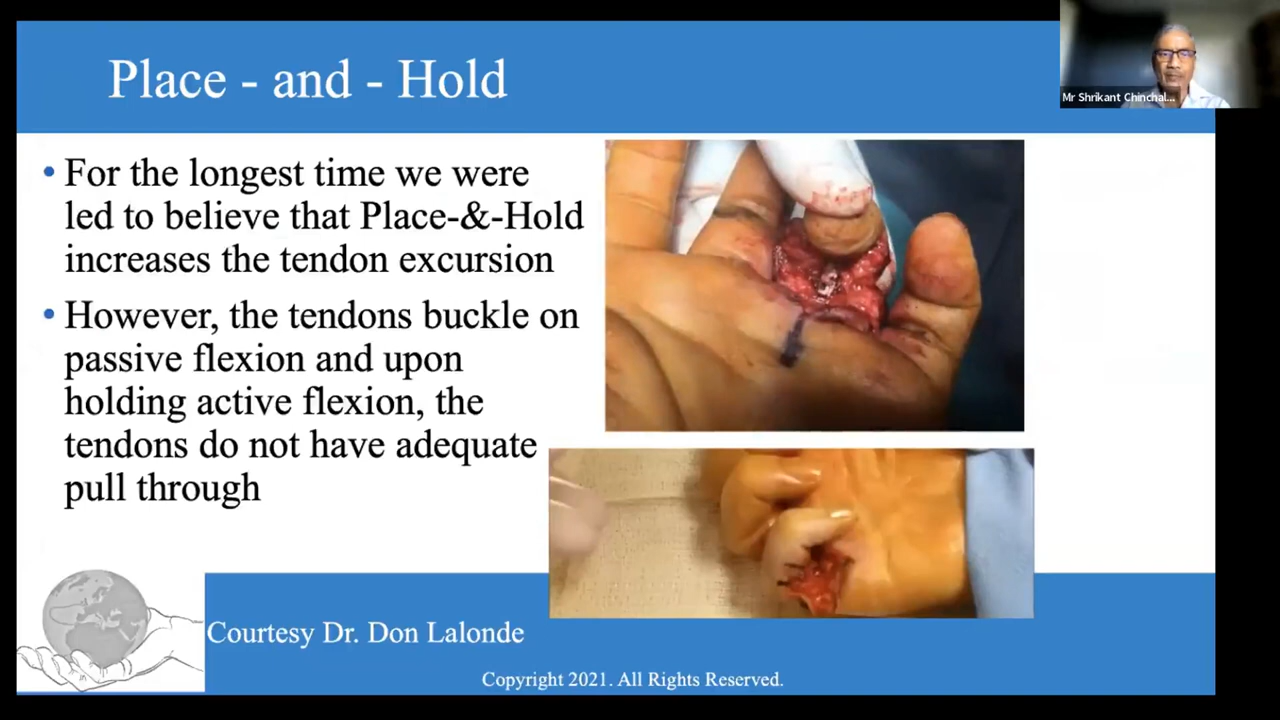 Place - and - Hold
Mr Shrikant Chinchal...
• For the longest time we were
led to believe that Place-&-Hold
increases the tendon excursion
• However, the tendons buckle on
passive flexion and upon
holding active flexion, the
tendons do not have adequate
pull through
Courtesy Dr. Don Lalonde
Copyright 2021. All Rights Reserved.